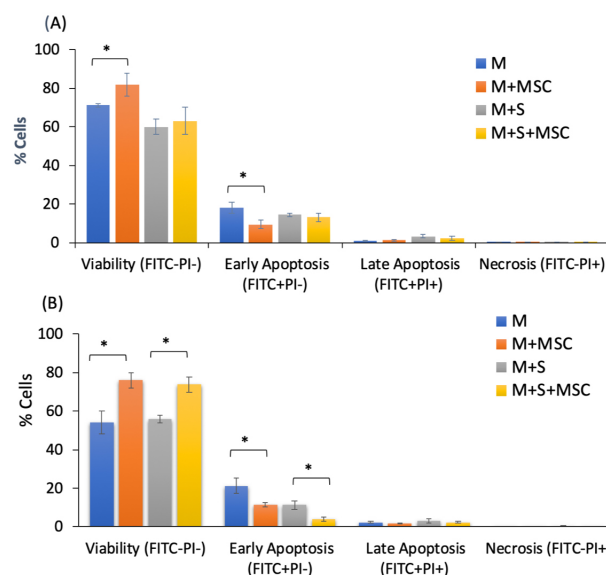 (A)
100
80
60
40
20
0
% Cells
*
*
M
M+MSC
M+S
M+S+MSC
Viability (FITC-PI-)
Early Apoptosis
(FITC+PI-)
Late Apoptosis
(FITC+PI+)
Necrosis (FITC-PI+)
(B)
100
80
60
40
20
0
% Cells
*
*
*
*
M
M+MSC
M+S
M+S+MSC
Viability (FITC-PI-)
Early Apoptosis
(FITC+PI-)
Late Apoptosis
(FITC+PI+)
Necrosis (FITC-PI+